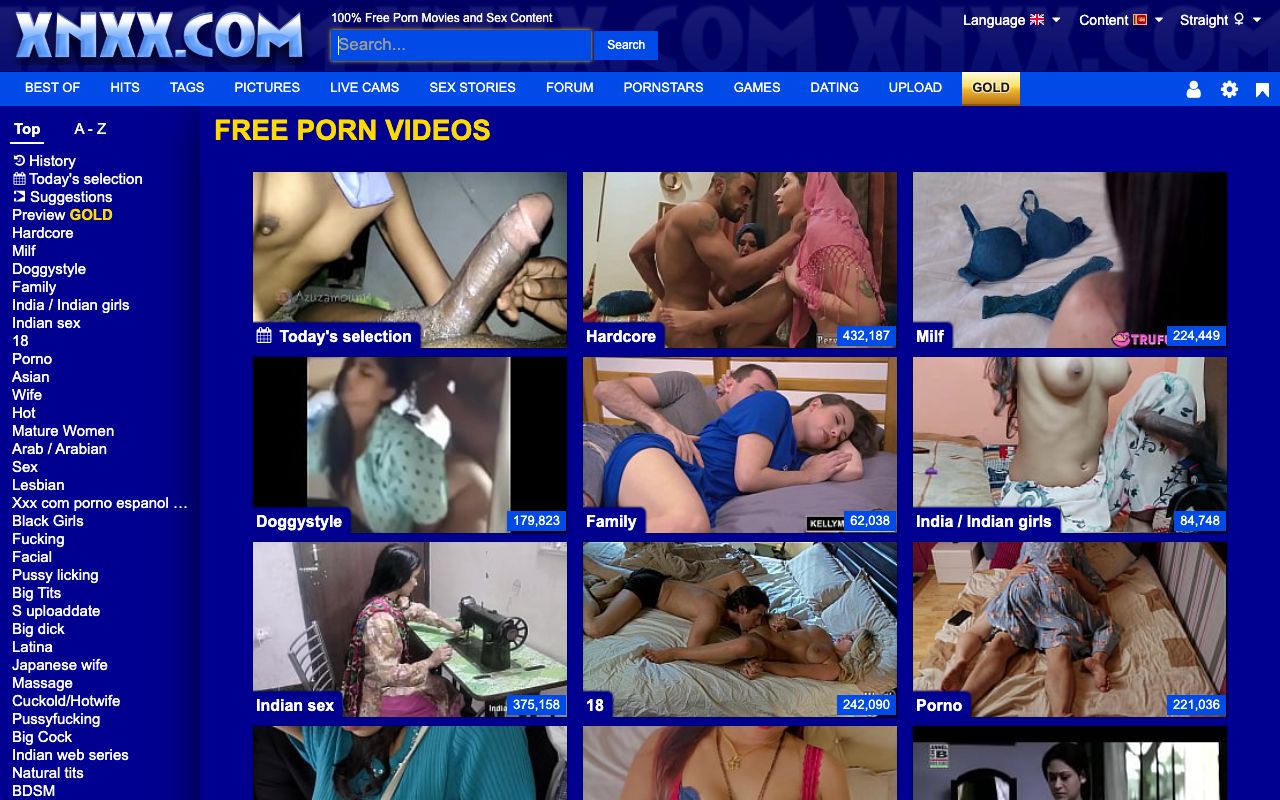 XNXX.COM
100% Free Porn Movies and Sex Content
Search...
Search
Language
Content
Straight
BEST OF
HITS
TAGS
PICTURES
LIVE CAMS
SEX STORIES
FORUM
PORNSTARS
GAMES
DATING
UPLOAD
GOLD
Top
A - Z
History
Today's selection
Suggestions
Preview GOLD
Hardcore
Milf
Doggystyle
Family
India / Indian girls
Indian sex
18
Porno
Asian
Wife
Hot
Mature Women
Arab / Arabian
Sex
Lesbian
Xxx com porno espanol …
Black Girls
Fucking
Facial
Pussy licking
Big Tits
S uploaddate
Big dick
Latina
Japanese wife
Massage
Cuckold/Hotwife
Pussyfucking
Big Cock
Indian web series
Natural tits
BDSM
FREE PORN VIDEOS
Today's selection
Hardcore
432,187
Milf
224,449
Doggystyle
179,823
Family
KELLYM
62,038
India / Indian girls
84,748
Indian sex
375,158
18
242,090
Porno
221,036